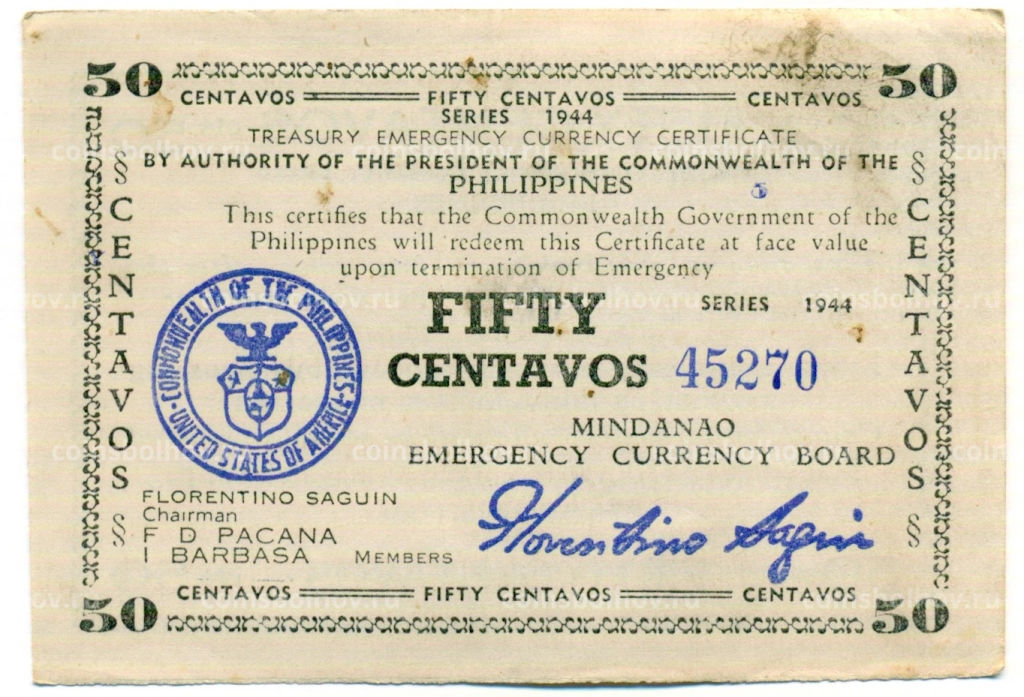 50 50
CENTAVOS FIFTY CENTAVOS CENTAVOS
SERIES 1944
TREASURY EMERGENCY CURRENCY CERTIFICATE
BY AUTHORITY OF THE PRESIDENT OF THE COMMONWEALTH OF THE
PHILIPPINES
This certifies that the Commonwealth Government of the
Philippines will redeem this Certificate at face value
upon termination of Emergency
§ CENTAVOS §
§ CENTAVOS §
COMMONWEALTH OF THE PHILIPPINES
UNITED STATES OF AMERICA
FIFTY SERIES 1944
CENTAVOS 45270
MINDANAO
EMERGENCY CURRENCY BOARD
FLORENTINO SAGUIN
Chairman
F D PACANA
I BARBASA MEMBERS
Florentino Saguin
CENTAVOS FIFTY CENTAVOS CENTAVOS
50 50
coinsbolhov.ru